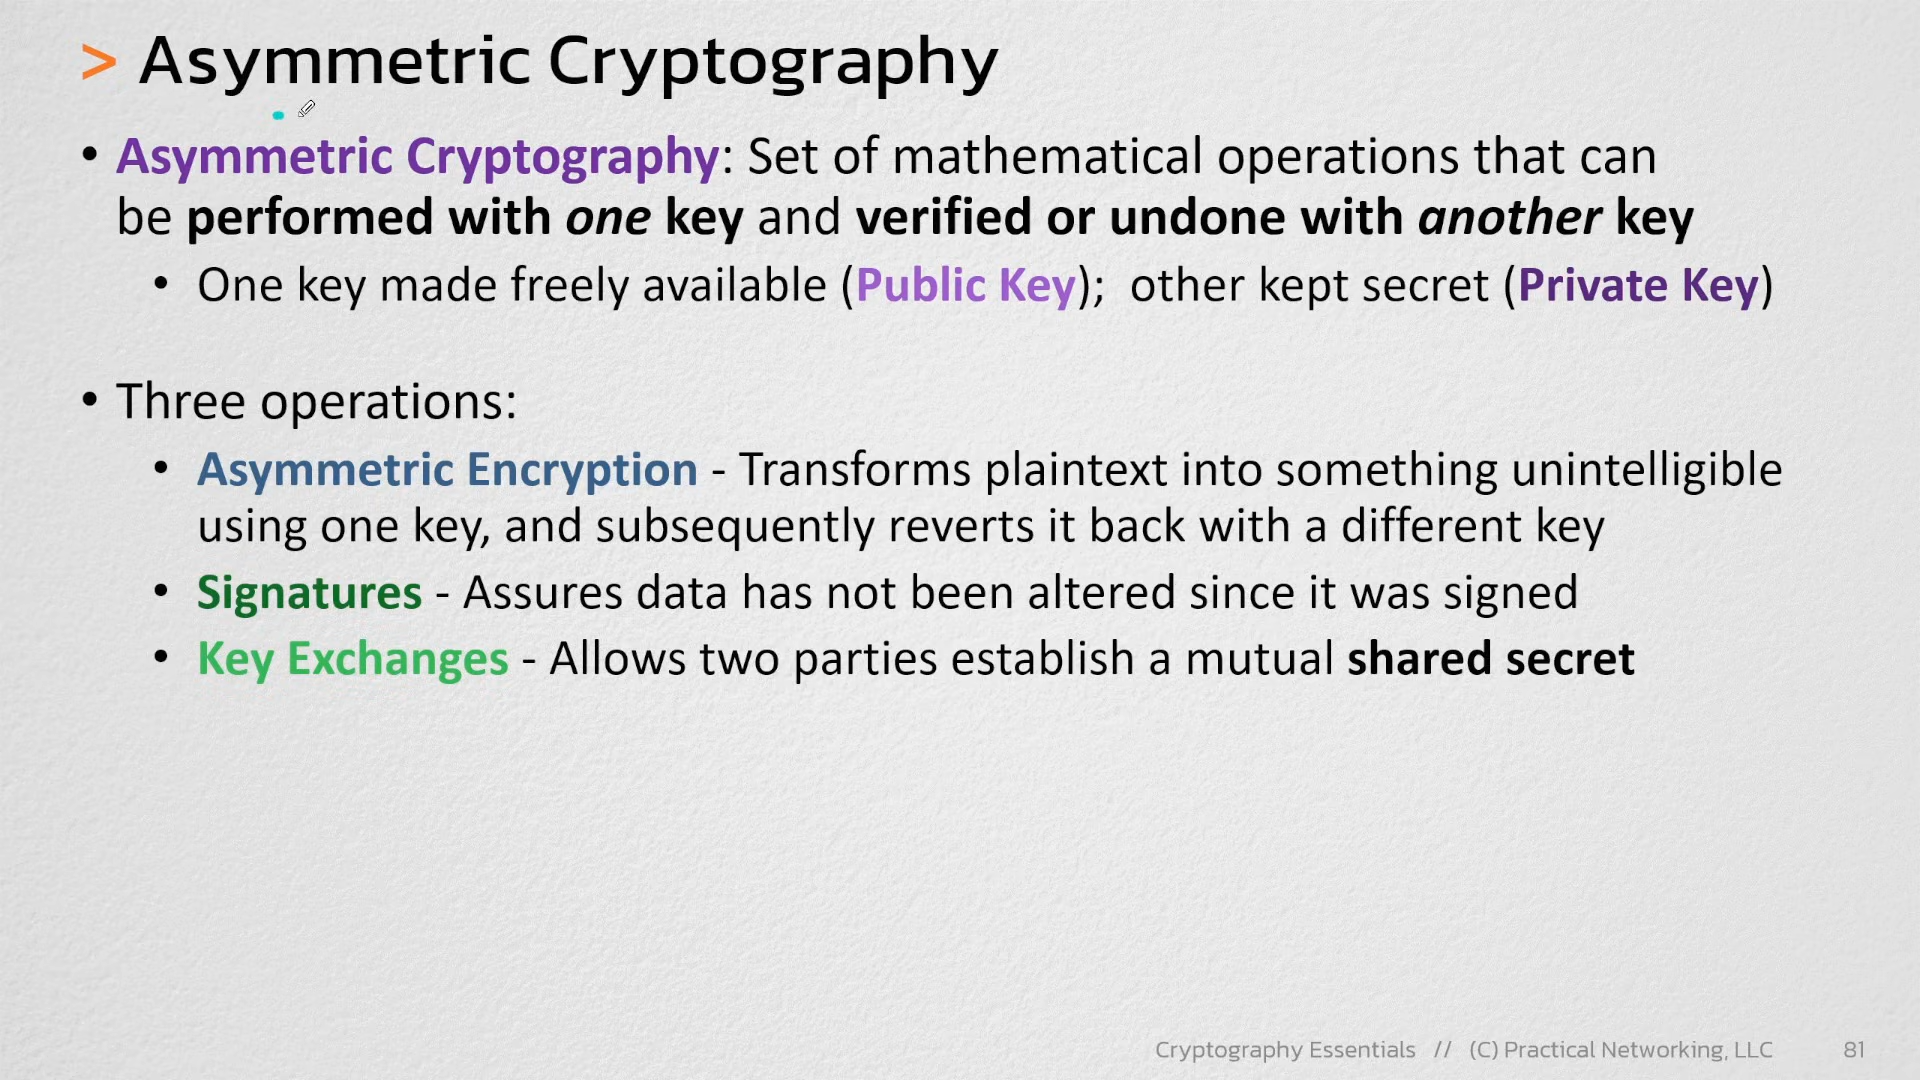 > Asymmetric Cryptography
• Asymmetric Cryptography: Set of mathematical operations that can
be performed with one key and verified or undone with another key
• One key made freely available (Public Key);  other kept secret (Private Key)
• Three operations:
• Asymmetric Encryption - Transforms plaintext into something unintelligible
using one key, and subsequently reverts it back with a different key
• Signatures - Assures data has not been altered since it was signed
• Key Exchanges - Allows two parties establish a mutual shared secret
Cryptography Essentials // (C) Practical Networking, LLC 81